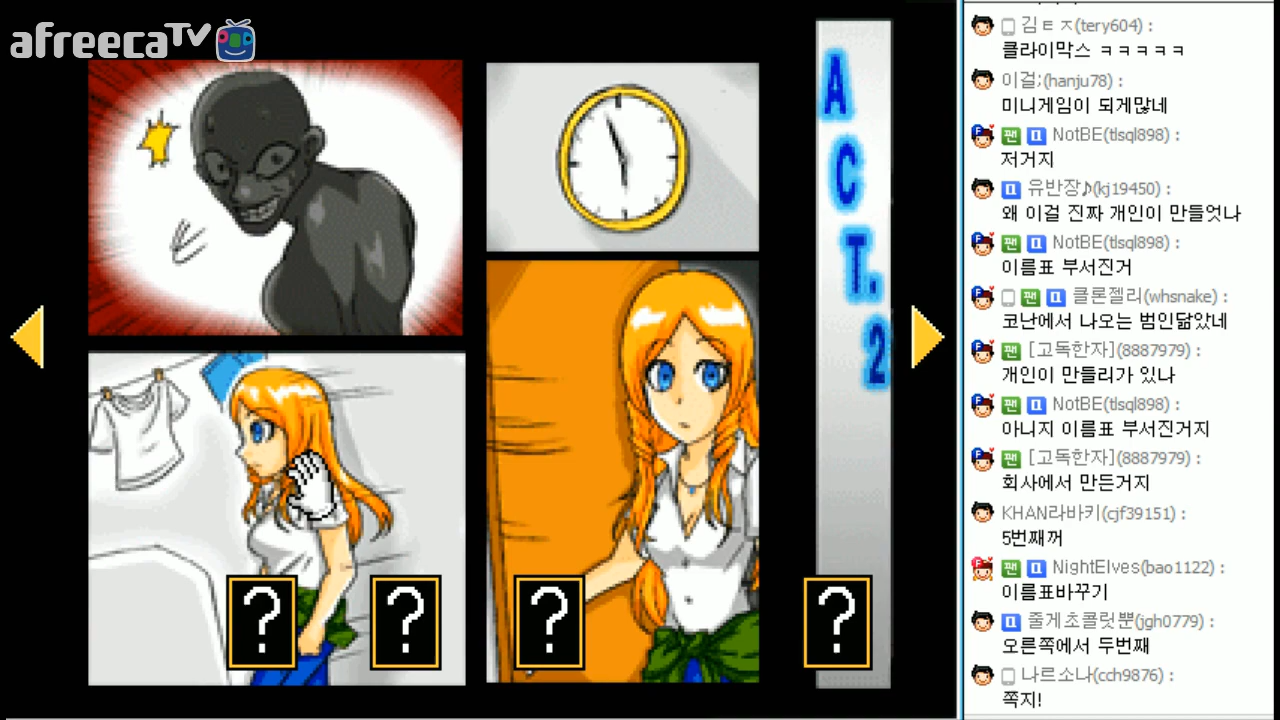 afreecaTV
ACT.2
?
?
?
?
김ㅌㅈ(tery604) :
클라이막스 ㅋㅋㅋㅋㅋ
이걸;(hanju78) :
미니게임이 되게많네
팬 NotBE(tlsql898) :
저거지
유반장♪(kj19450) :
왜 이걸 진짜 개인이 만들엇나
팬 NotBE(tlsql898) :
이름표 부서진거
팬 클론젤리(whsnake) :
코난에서 나오는 범인닮았네
팬 [고독한자](8887979) :
개인이 만들리가 있나
팬 NotBE(tlsql898) :
아니지 이름표 부서진거지
팬 [고독한자](8887979) :
회사에서 만든거지
KHAN라바키(cjf39151) :
5번째꺼
팬 NightElves(bao1122) :
이름표바꾸기
줄게초콜릿뿐(jgh0779) :
오른쪽에서 두번째
나르소나(cch9876) :
쪽지!